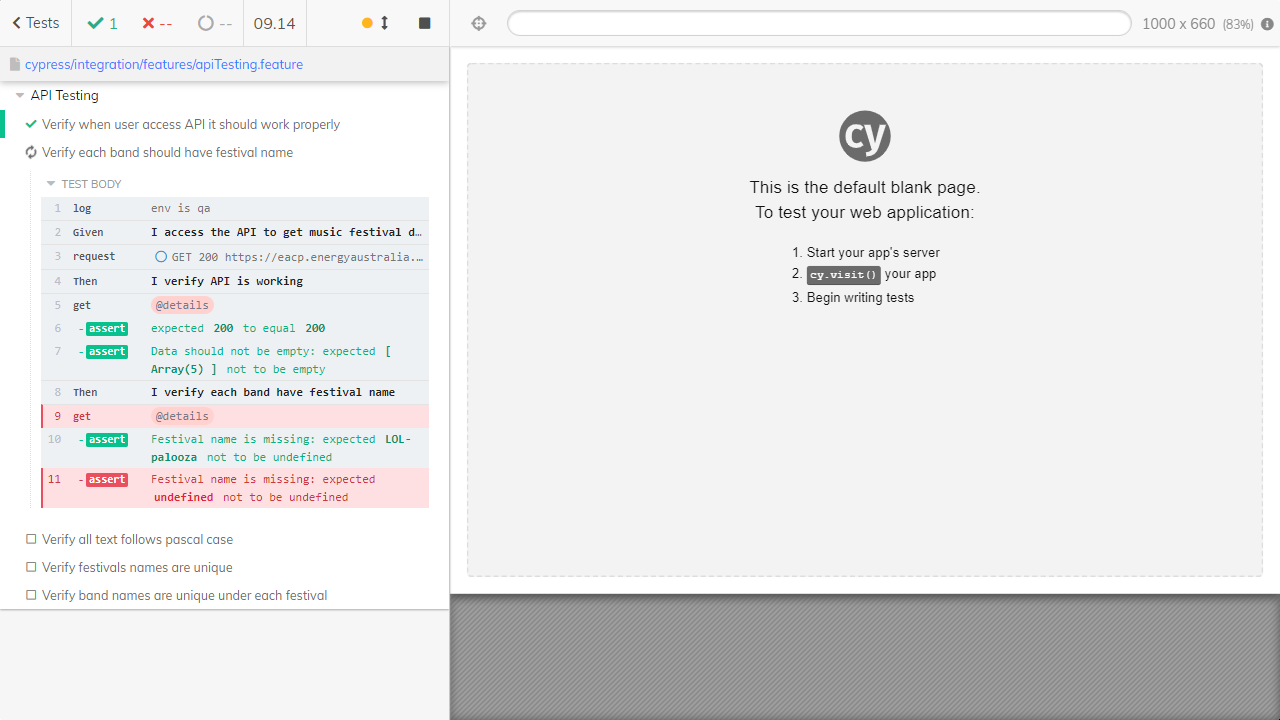 Tests
1
--
--
09.14
1000 x 660 (83%)
cypress/integration/features/apiTesting.feature
API Testing
Verify when user access API it should work properly
Verify each band should have festival name
TEST BODY
1 log env is qa
2 Given I access the API to get music festival d…
3 request GET 200 https://eacp.energyaustralia.…
4 Then I verify API is working
5 get @details
6 -assert expected 200 to equal 200
7 -assert Data should not be empty: expected [
Array(5) ] not to be empty
8 Then I verify each band have festival name
9 get @details
10 -assert Festival name is missing: expected LOL-
palooza not to be undefined
11 -assert Festival name is missing: expected
undefined not to be undefined
Verify all text follows pascal case
Verify festivals names are unique
Verify band names are unique under each festival
cy
This is the default blank page.
To test your web application:
1. Start your app's server
2. cy.visit() your app
3. Begin writing tests